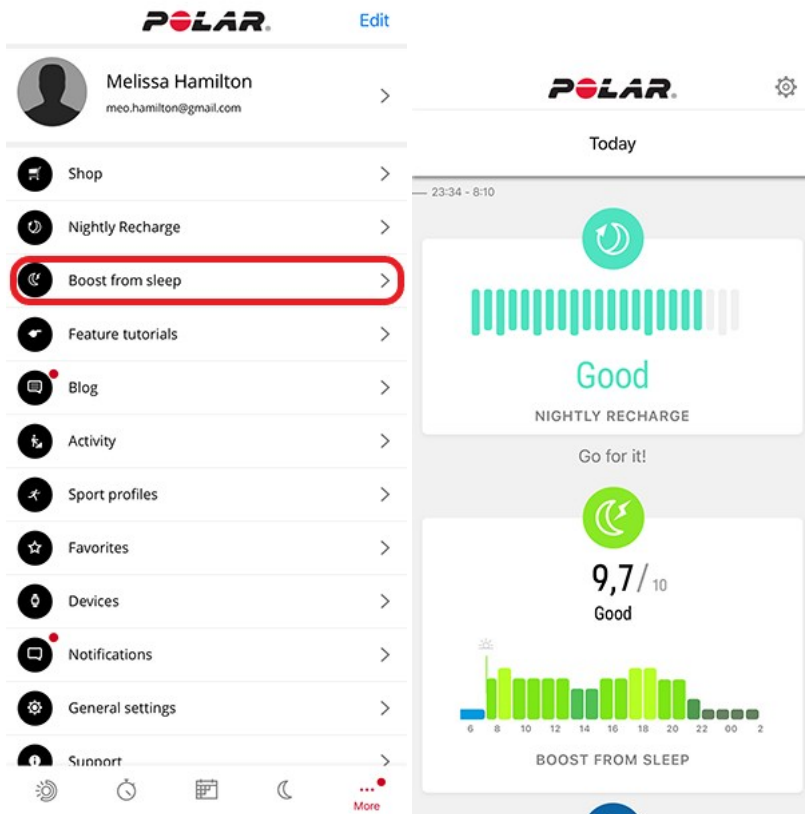 POLAR.
Edit
Melissa Hamilton
meo.hamilton@gmail.com
Shop
Nightly Recharge
Boost from sleep
Feature tutorials
Blog
Activity
Sport profiles
Favorites
Devices
Notifications
General settings
Support
More
POLAR.
Today
23:34 - 8:10
Good
NIGHTLY RECHARGE
Go for it!
9,7/ 10
Good
6 8 10 12 14 16 18 20 22 00 2
BOOST FROM SLEEP